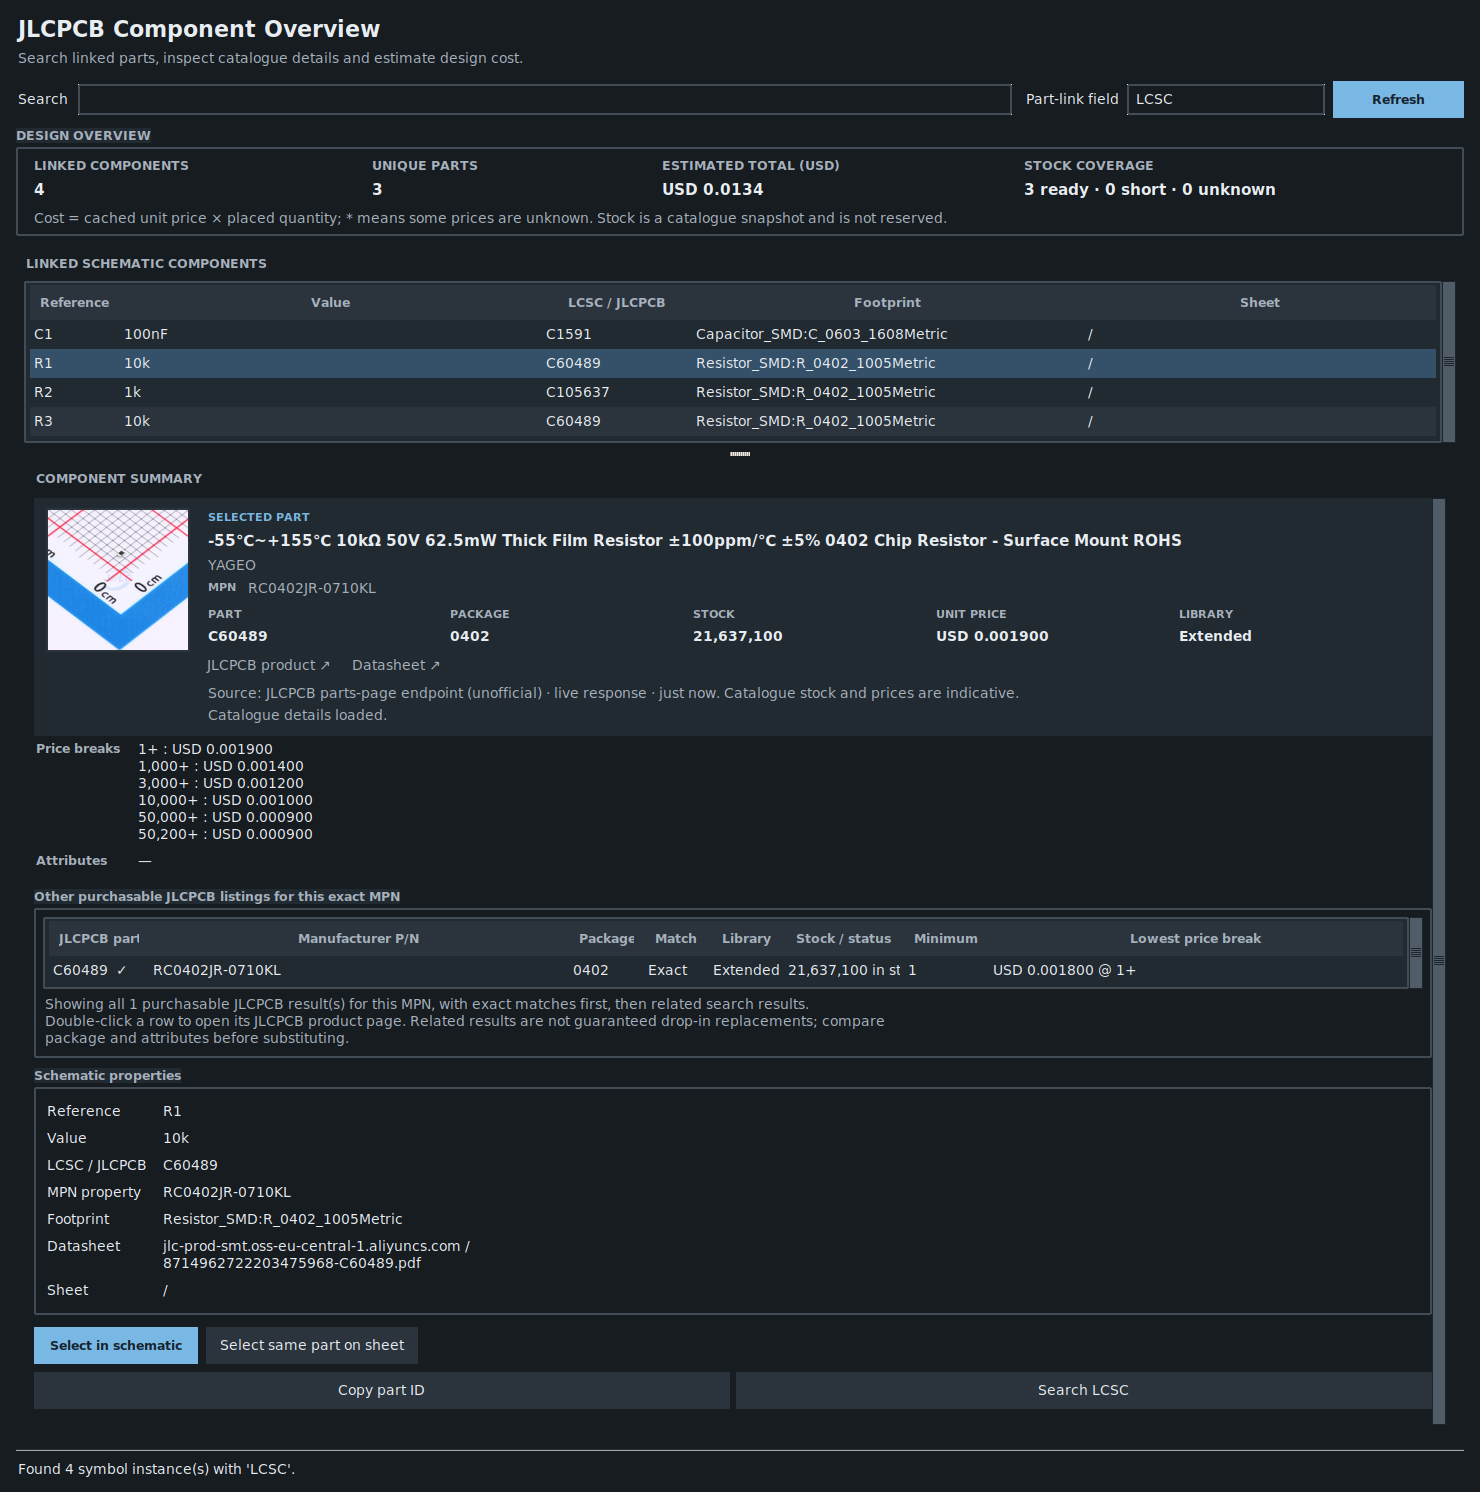 JLCPCB Component Overview
Search linked parts, inspect catalogue details and estimate design cost.
Search
Part-link field LCSC Refresh
DESIGN OVERVIEW
LINKED COMPONENTS UNIQUE PARTS ESTIMATED TOTAL (USD) STOCK COVERAGE
4 3 USD 0.0134 3 ready · 0 short · 0 unknown
Cost = cached unit price × placed quantity; * means some prices are unknown. Stock is a catalogue snapshot and is not reserved.
LINKED SCHEMATIC COMPONENTS
Reference Value LCSC / JLCPCB Footprint Sheet
C1 100nF C1591 Capacitor_SMD:C_0603_1608Metric /
R1 10k C60489 Resistor_SMD:R_0402_1005Metric /
R2 1k C105637 Resistor_SMD:R_0402_1005Metric /
R3 10k C60489 Resistor_SMD:R_0402_1005Metric /
COMPONENT SUMMARY
0cm 0cm
SELECTED PART
-55℃~+155℃ 10kΩ 50V 62.5mW Thick Film Resistor ±100ppm/℃ ±5% 0402 Chip Resistor - Surface Mount ROHS
YAGEO
MPN RC0402JR-0710KL
PART PACKAGE STOCK UNIT PRICE LIBRARY
C60489 0402 21,637,100 USD 0.001900 Extended
JLCPCB product ↗ Datasheet ↗
Source: JLCPCB parts-page endpoint (unofficial) · live response · just now. Catalogue stock and prices are indicative.
Catalogue details loaded.
Price breaks 1+ : USD 0.001900
1,000+ : USD 0.001400
3,000+ : USD 0.001200
10,000+ : USD 0.001000
50,000+ : USD 0.000900
50,200+ : USD 0.000900
Attributes —
Other purchasable JLCPCB listings for this exact MPN
JLCPCB part Manufacturer P/N Package Match Library Stock / status Minimum Lowest price break
C60489 ✓ RC0402JR-0710KL 0402 Exact Extended 21,637,100 in st 1 USD 0.001800 @ 1+
Showing all 1 purchasable JLCPCB result(s) for this MPN, with exact matches first, then related search results.
Double-click a row to open its JLCPCB product page. Related results are not guaranteed drop-in replacements; compare
package and attributes before substituting.
Schematic properties
Reference R1
Value 10k
LCSC / JLCPCB C60489
MPN property RC0402JR-0710KL
Footprint Resistor_SMD:R_0402_1005Metric
Datasheet jlc-prod-smt.oss-eu-central-1.aliyuncs.com /
8714962722203475968-C60489.pdf
Sheet /
Select in schematic Select same part on sheet
Copy part ID Search LCSC
Found 4 symbol instance(s) with 'LCSC'.